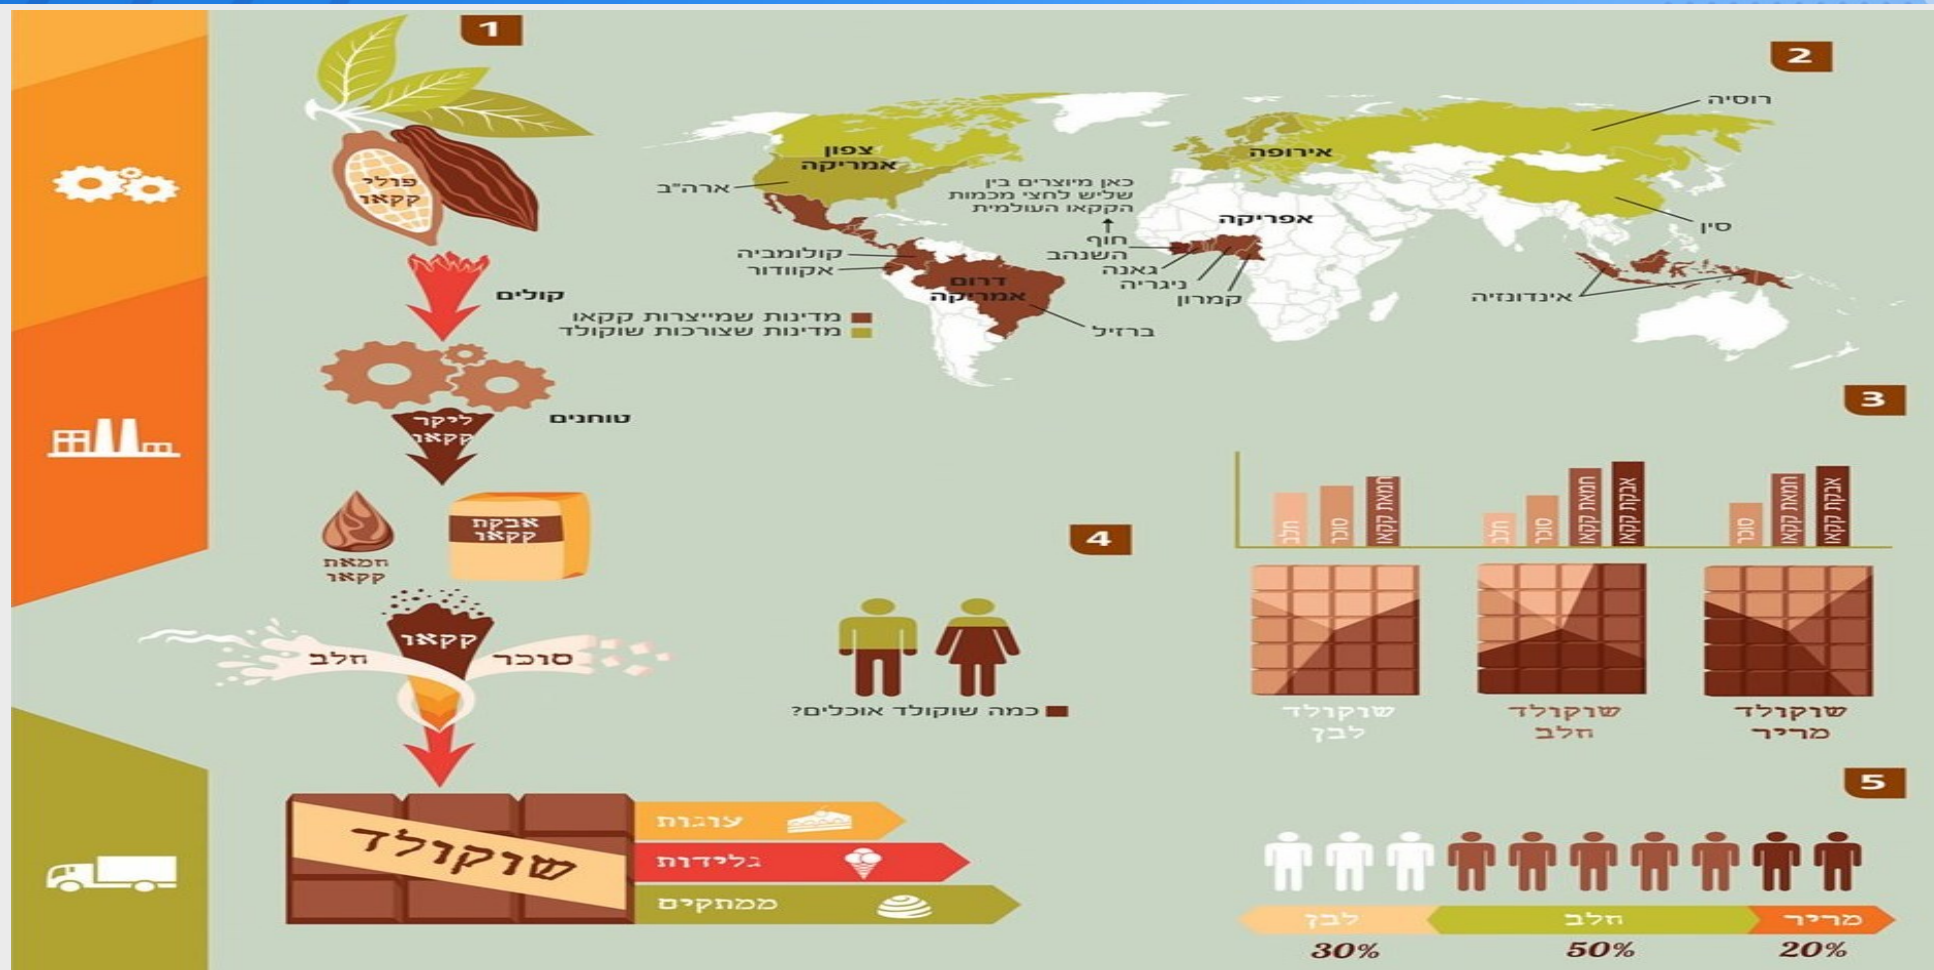 1
פולי
קקאו
קולים
טוחנים
ליקר
קקאו
אבקת
קקאו
חמאת
קקאו
קקאו
חלב
סוכר
שוקולד
עוגות
גלידות
ממתקים
2
רוסיה
צפון
אמריקה
אירופה
ארה"ב
כאן מיוצרים בין
שליש לחצי מכמות
הקקאו העולמית
אפריקה
סין
חוף
השנהב
גאנה
ניגריה
קמרון
קולומביה
אקוודור
דרום
אמריקה
ברזיל
אינדונזיה
מדינות שמייצרות קקאו
מדינות שצורכות שוקולד
3
חלב
סוכר
חמאת קקאו
חלב
סוכר
חמאת קקאו
אבקת קקאו
סוכר
חמאת קקאו
אבקת קקאו
שוקולד
לבן
שוקולד
חלב
שוקולד
מריר
4
כמה שוקולד אוכלים?
5
מריר
חלב
לבן
20%
50%
30%